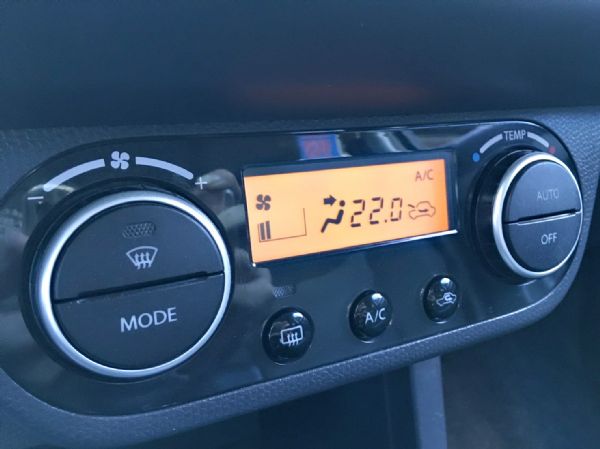 - +
TEMP
A/C
22.0
AUTO
OFF
MODE
A/C